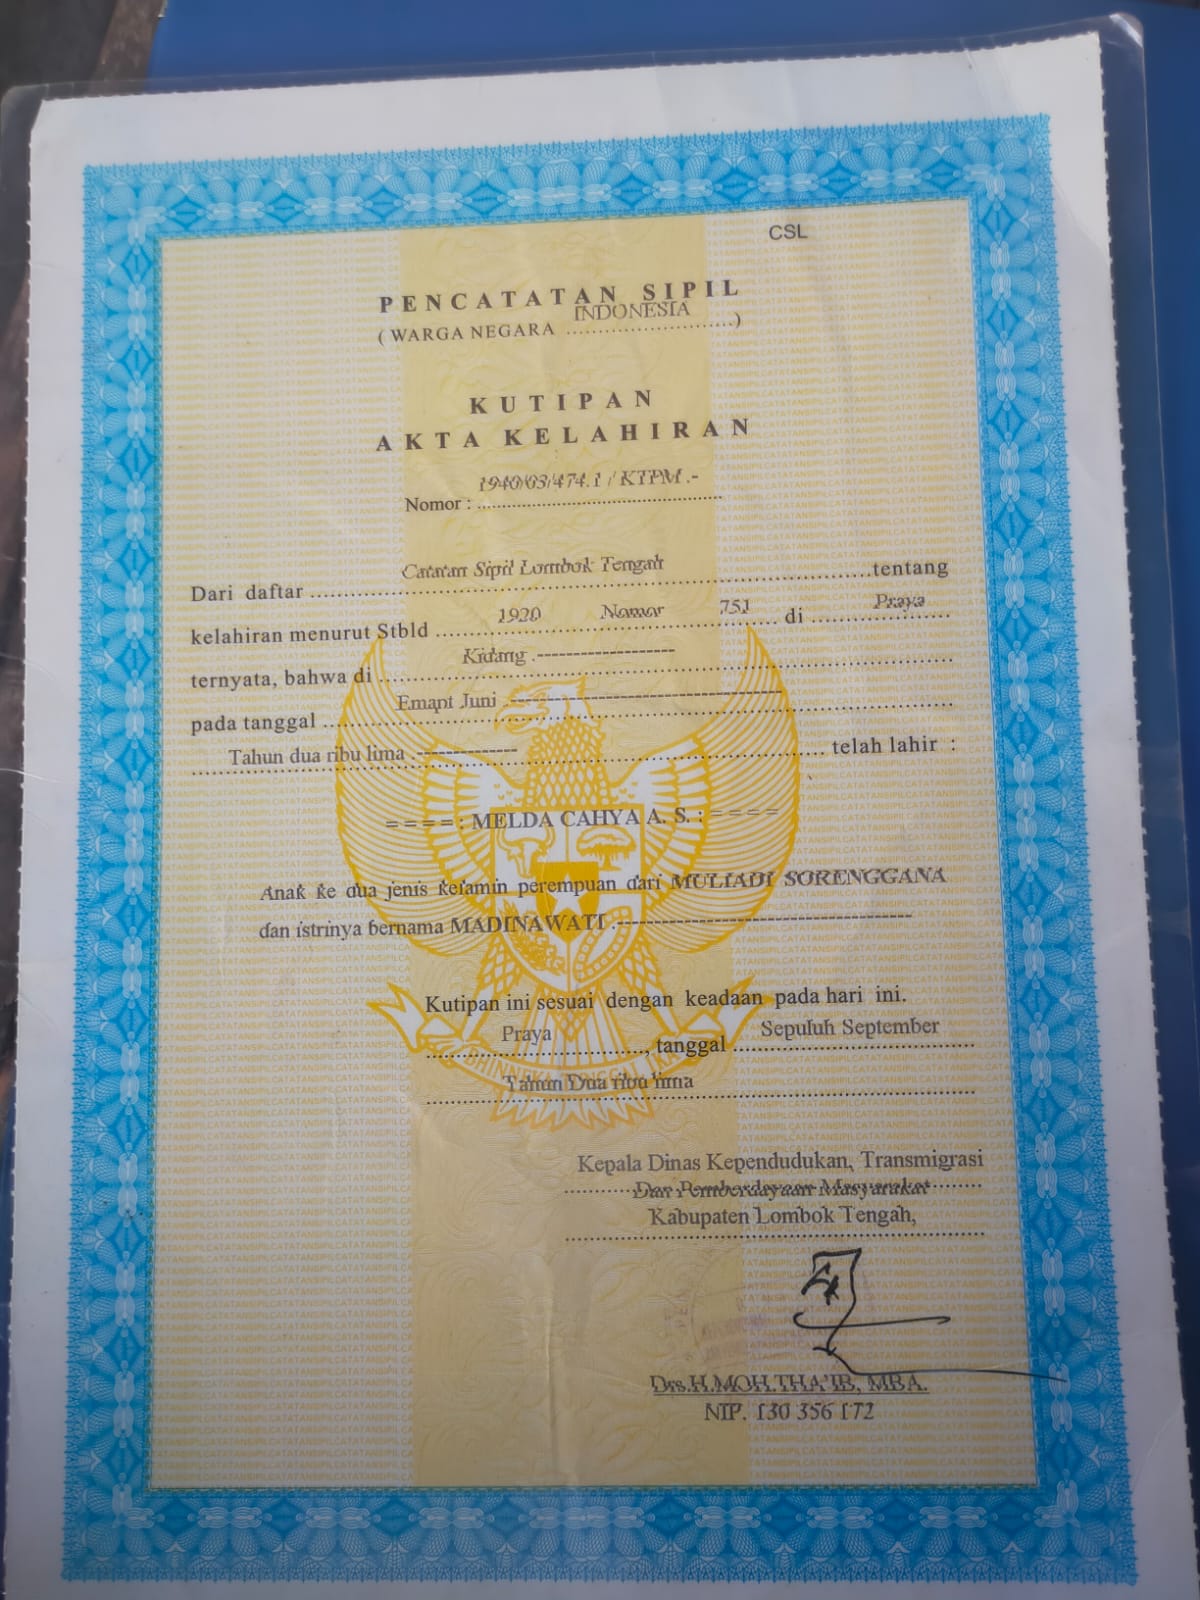 CSL
PENCATATAN SIPIL
INDONESIA
( WARGA NEGARA ........................)
KUTIPAN
AKTA KELAHIRAN
1940/03/474.1 / KTPM .-
Nomor : ................................................
Catatan Sipil Lombok Tengah
Dari daftar ...........................................................tentang
1920 Nomor 751 Praya
kelahiran menurut Stbld ............................................ di ....................
Kidang .--------------------
ternyata, bahwa di ........................................................................
Emapt Juni .----------------------------------------
pada tanggal ........................................................................
Tahun dua ribu lima .--------------
.................................................................................. telah lahir :
= = = = : MELDA CAHYA A. S. : = = = =
Anak ke dua jenis kelamin perempuan dari MULIADI SORENGGANA
dan istrinya bernama MADINAWATI .------------------------------------------
Kutipan ini sesuai dengan keadaan pada hari ini.
Praya Sepuluh September
..............................., tanggal ..................................
Tahun Dua ribu lima
BHINNEKA TUNGGAL IKA
Kepala Dinas Kependudukan, Transmigrasi
Dan Pemberdayaan Masyarakat
Kabupaten Lombok Tengah,
Drs.H.MOH.THA'IB, MBA.
NIP. 130 356 172